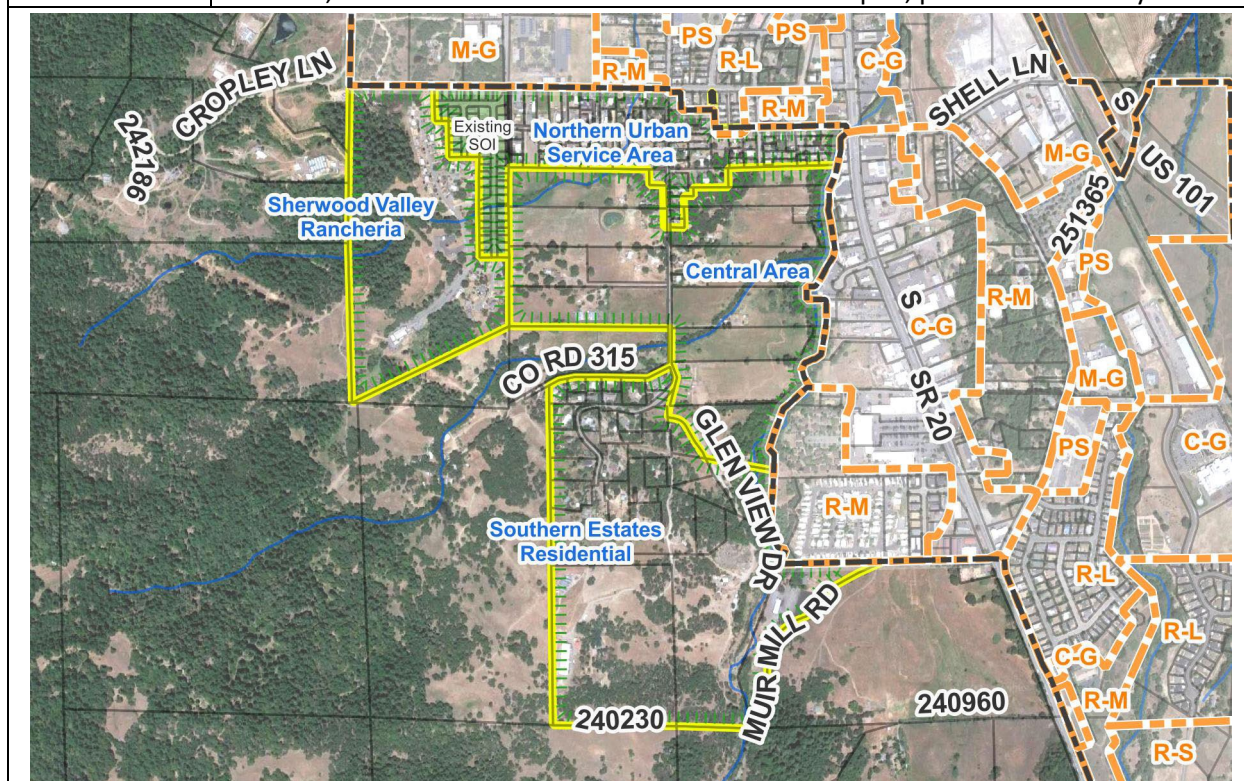 PS
PS
M-G
R-L
R-M
C-G
CROPLEY LN
SHELL LN
R-M
S
242186
Existing
SOI
Northern Urban
Service Area
M-G
US 101
Sherwood Valley
Rancheria
251365
PS
Central Area
R-M
S
C-G
CO RD 315
SR 20
M-G
GLEN VIEW DR
PS
C-G
R-M
Southern Estates
Residential
R-L
MUIR MILL RD
R-L
C-G
R-M
240230
240960
R-S